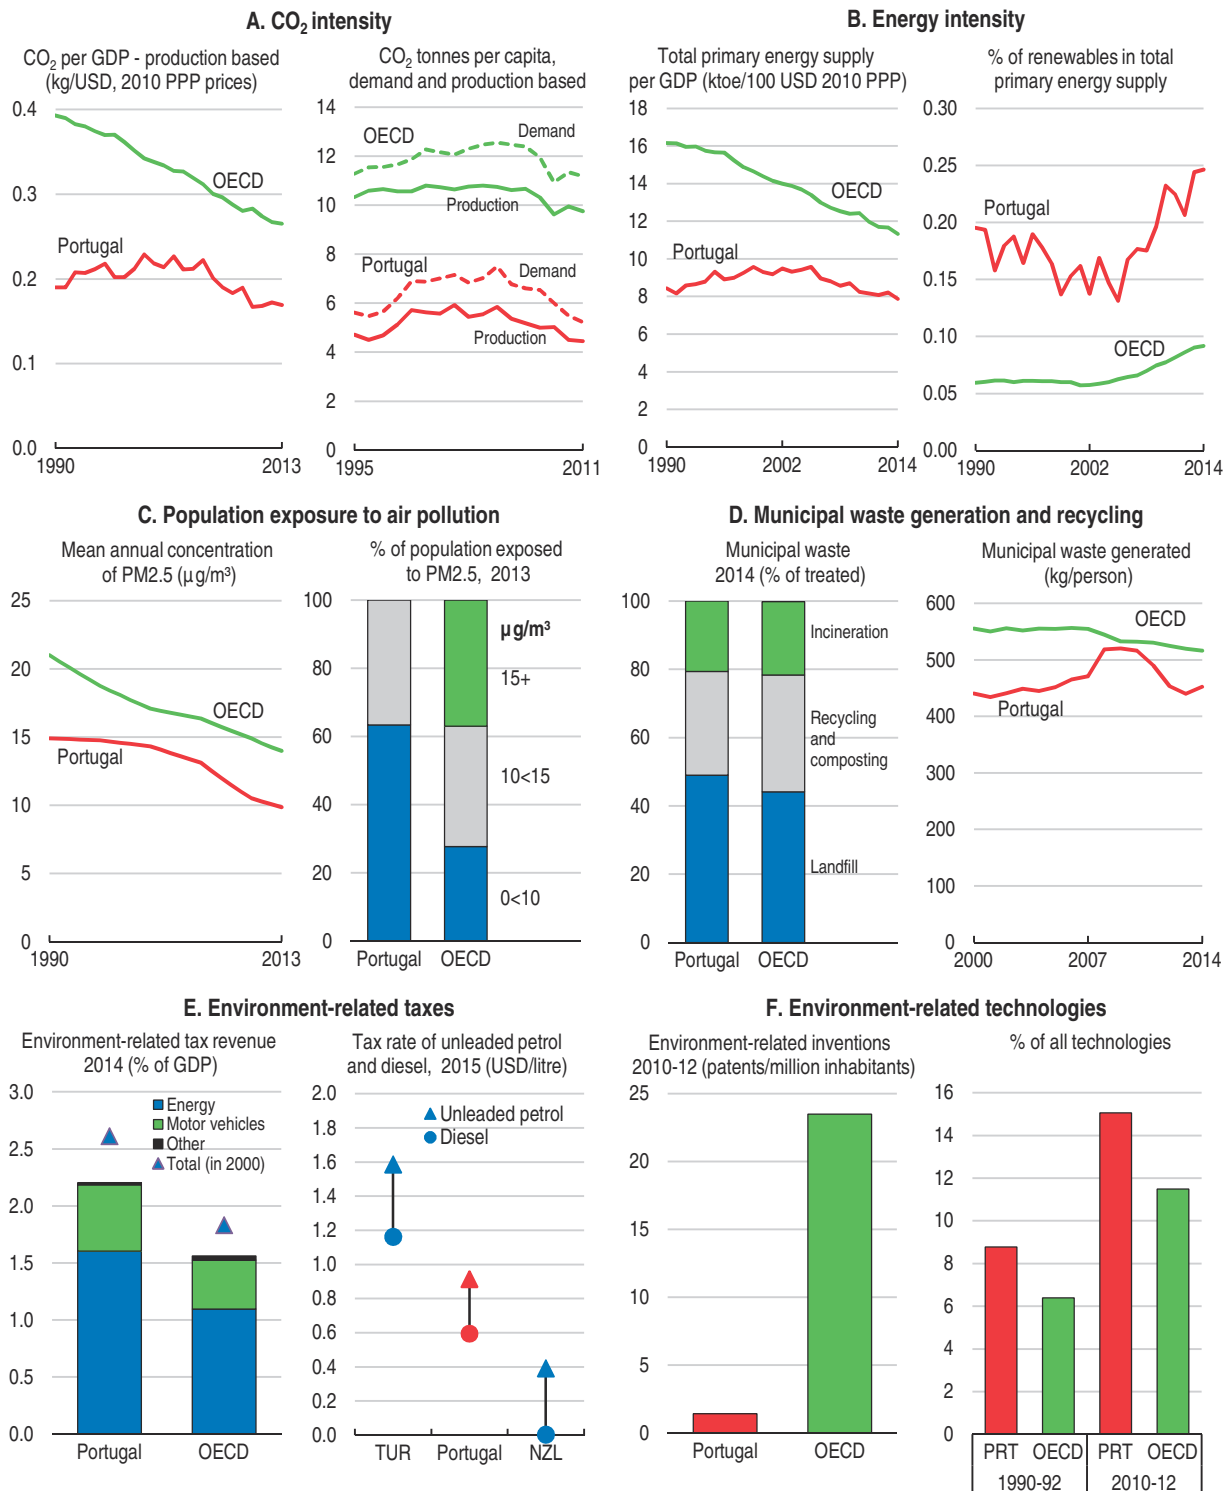 A. CO₂ intensity
CO₂ per GDP - production based
(kg/USD, 2010 PPP prices)
0.4
0.3
0.2
0.1
0.0
OECD
Portugal
1990
2013
CO₂ tonnes per capita,
demand and production based
14
12
10
8
6
4
2
0
OECD
Demand
Production
Portugal
Demand
Production
1995
2011
B. Energy intensity
Total primary energy supply
per GDP (ktoe/100 USD 2010 PPP)
18
16
14
12
10
8
6
4
2
0
OECD
Portugal
1990
2002
2014
% of renewables in total
primary energy supply
0.30
0.25
0.20
0.15
0.10
0.05
0.00
Portugal
OECD
1990
2002
2014
C. Population exposure to air pollution
Mean annual concentration
of PM2.5 (µg/m³)
25
20
15
10
5
0
OECD
Portugal
1990
2013
% of population exposed
to PM2.5, 2013
100
80
60
40
20
0
µg/m³
15+
10<15
0<10
Portugal
OECD
D. Municipal waste generation and recycling
Municipal waste
2014 (% of treated)
100
80
60
40
20
0
Incineration
Recycling
and
composting
Landfill
Portugal
OECD
Municipal waste generated
(kg/person)
600
500
400
300
200
100
0
OECD
Portugal
2000
2007
2014
E. Environment-related taxes
Environment-related tax revenue
2014 (% of GDP)
3.0
2.5
2.0
1.5
1.0
0.5
0.0
Energy
Motor vehicles
Other
Total (in 2000)
Portugal
OECD
Tax rate of unleaded petrol
and diesel, 2015 (USD/litre)
2.0
1.8
1.6
1.4
1.2
1.0
0.8
0.6
0.4
0.2
0.0
Unleaded petrol
Diesel
TUR
Portugal
NZL
F. Environment-related technologies
Environment-related inventions
2010-12 (patents/million inhabitants)
25
20
15
10
5
0
Portugal
OECD
% of all technologies
16
14
12
10
8
6
4
2
0
PRT
OECD
PRT
OECD
1990-92
2010-12